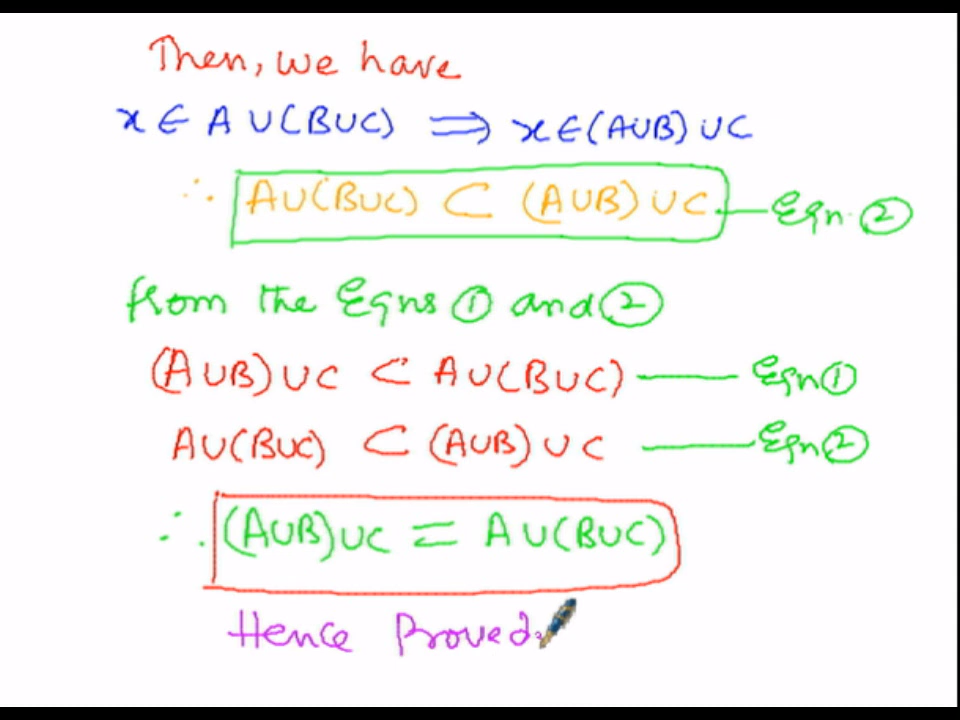 Then, we have
x ∈ A ∪ (B∪C) ⟹ x ∈ (A∪B) ∪ C
∴ A∪(B∪C) ⊂ (A∪B) ∪ C — Eqn. ②
from the Eqns ① and ②
(A∪B) ∪ C ⊂ A∪(B∪C) — Eqn ①
A∪(B∪C) ⊂ (A∪B) ∪ C — Eqn ②
∴ (A∪B) ∪ C = A ∪ (B∪C)
Hence Proved.